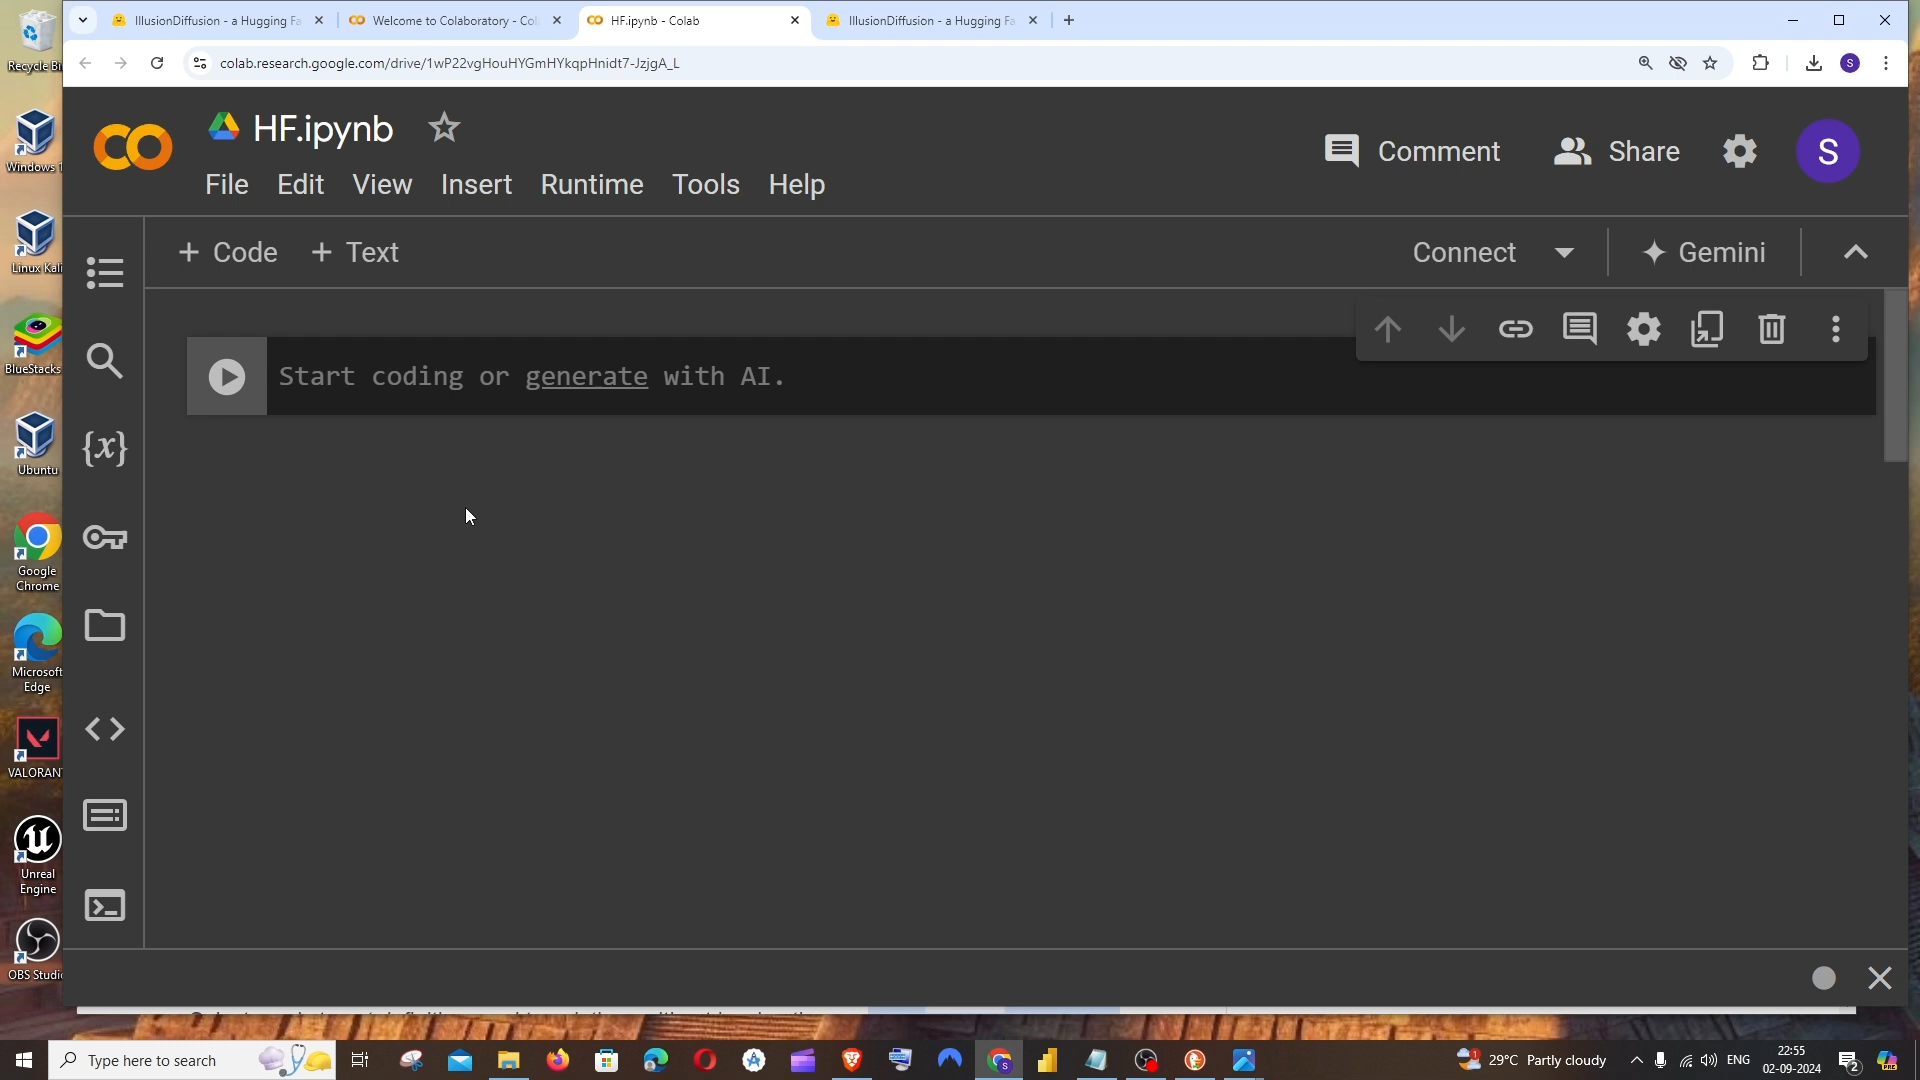 IllusionDiffusion - a Hugging Fa
Welcome to Colaboratory - Col
HF.ipynb - Colab
IllusionDiffusion - a Hugging Fa
colab.research.google.com/drive/1wP22vgHouHYGmHYkqpHnidt7-JzjgA_L
S
HF.ipynb
File Edit View Insert Runtime Tools Help
Comment
Share
S
+ Code + Text
Connect
Gemini
Start coding or generate with AI.
{x}
Recycle Bi
Windows 1
Linux Kali
BlueStacks
Ubuntu
Google
Chrome
Microsoft
Edge
VALORAN
Unreal
Engine
OBS Studi
Type here to search
29°C Partly cloudy
ENG
22:55
02-09-2024
2